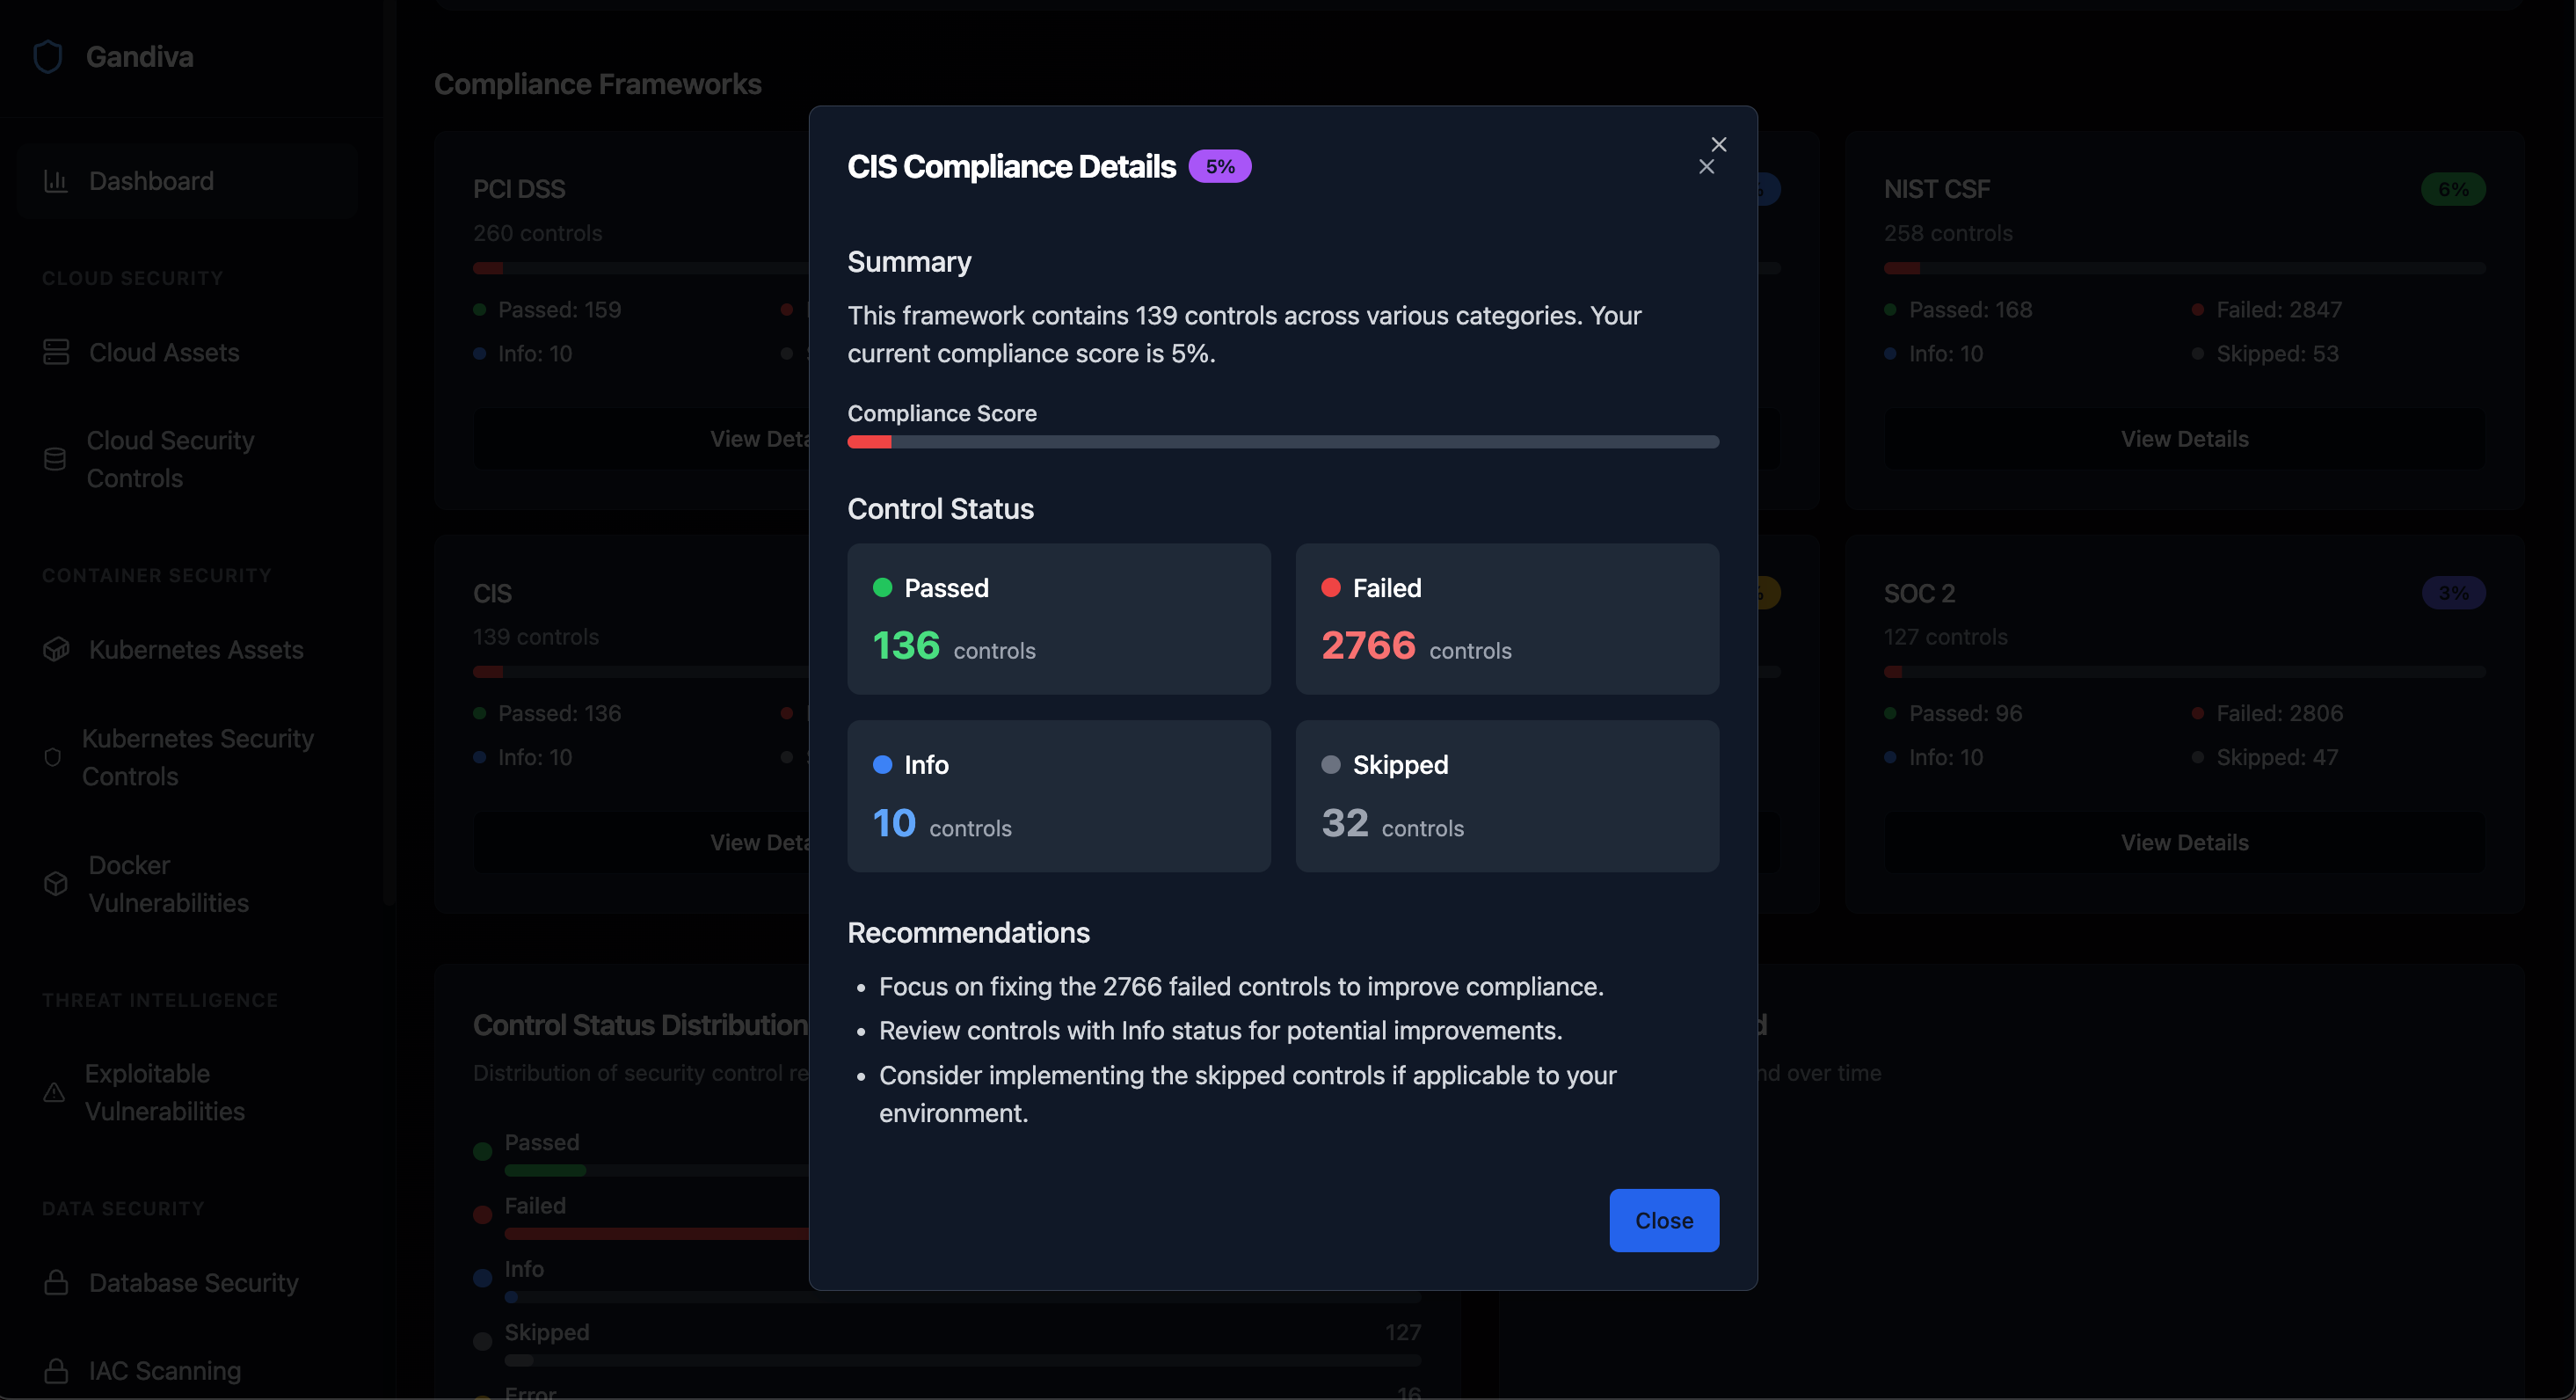 Gandiva
Dashboard
CLOUD SECURITY
Cloud Assets
Cloud Security
Controls
CONTAINER SECURITY
Kubernetes Assets
Kubernetes Security
Controls
Docker
Vulnerabilities
THREAT INTELLIGENCE
Exploitable
Vulnerabilities
DATA SECURITY
Database Security
IAC Scanning
Compliance Frameworks
PCI DSS
260 controls
Passed: 159
Info: 10
View
NIST CSF
6%
258 controls
Passed: 168
Failed: 2847
Info: 10
Skipped: 53
View Details
CIS
139 controls
Passed: 136
Info: 10
View
SOC 2
3%
127 controls
Passed: 96
Failed: 2806
Info: 10
Skipped: 47
View Details
Control Status Distribution
Distribution of security control
over time
Passed
Failed
Info
Skipped
127
Error
16
CIS Compliance Details
5%
Summary
This framework contains 139 controls across various categories. Your
current compliance score is 5%.
Compliance Score
Control Status
Passed
136 controls
Failed
2766 controls
Info
10 controls
Skipped
32 controls
Recommendations
• Focus on fixing the 2766 failed controls to improve compliance.
• Review controls with Info status for potential improvements.
• Consider implementing the skipped controls if applicable to your
environment.
Close